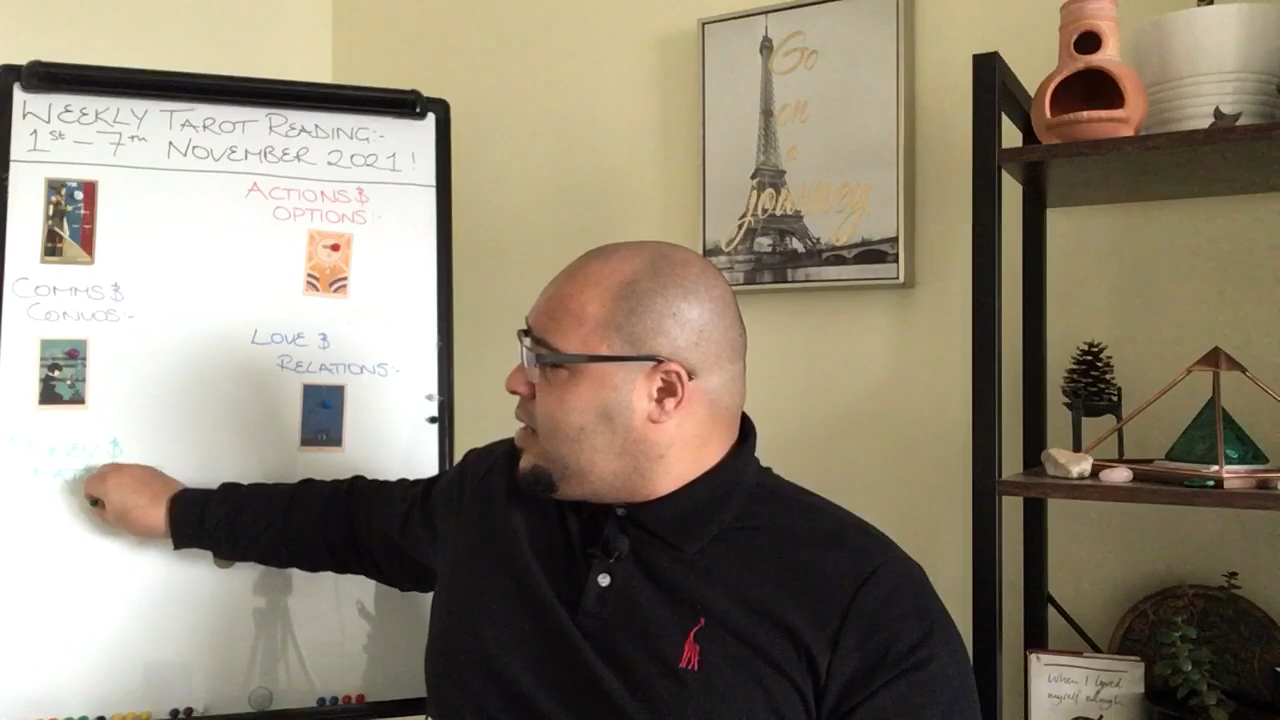 WEEKLY TAROT READING:-
1st - 7th NOVEMBER 2021!
ACTIONS &
OPTIONS:-
COMMS &
CONVOS:-
LOVE &
RELATIONS:-
Go
on
a
journey
When I loved
myself enough